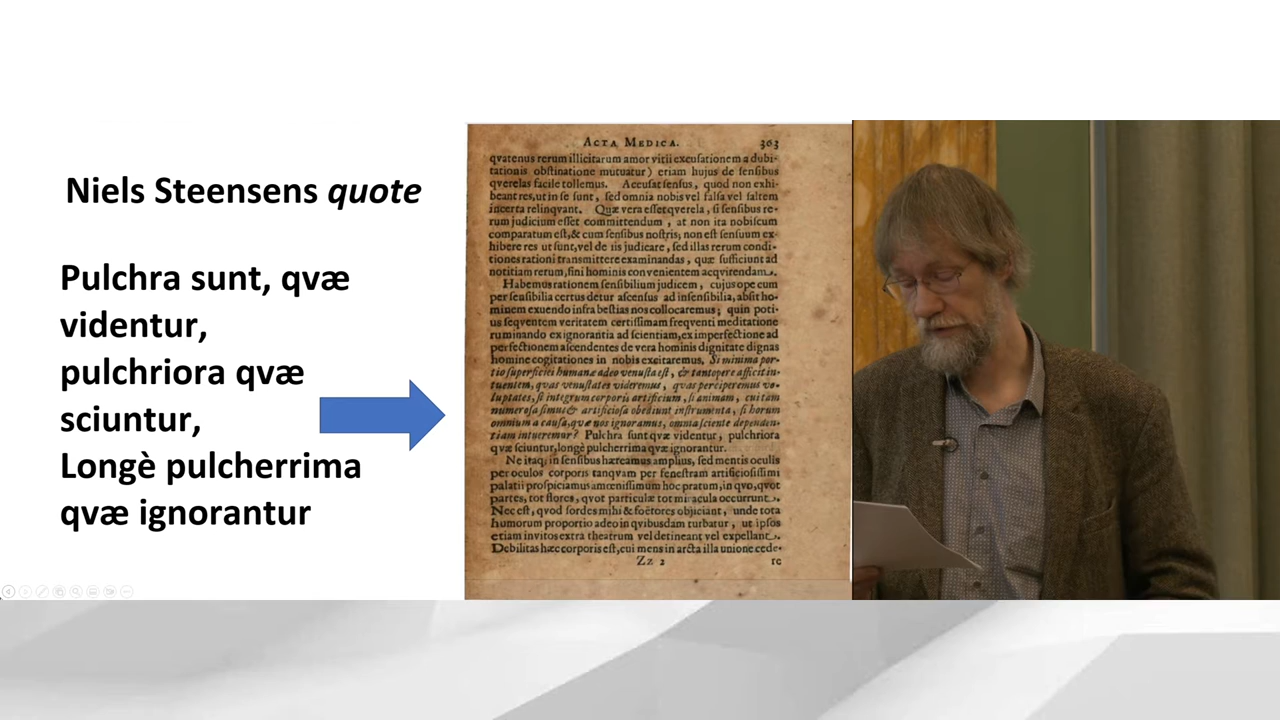 Niels Steensens quote
Pulchra sunt, qvæ
videntur,
pulchriora qvæ
sciuntur,
Longè pulcherrima
qvæ ignorantur
ACTA MEDICA. 363
qvatenus rerum illicitarum amor vitii excusationem a dubi-
tationis obstinatione mutuatur) etiam hujus de sensibus
qverelas facile tollemus. Accusat sensus, quod non exhi-
beant res, ut in se sunt, sed omnia nobis vel falsa vel saltem
incerta relinqvant. Quæ vera esset qverela, si sensibus re-
rum judicium esset committendum, at non ita nobiscum
comparatum est, & cum sensibus nostris; non est sensuum ex-
hibere res ut sunt, vel de iis judicare, sed illas rerum condi-
tiones rationi transmittere examinandas, quæ sufficiunt ad
notitiam rerum, fini hominis convenientem acqvirendam.
Habemus rationem sensibilium judicem, cujus ope cum
per sensibilia certus detur ascensus ad insensibilia, absit ho-
minem exuendo infra bestias nos collocaremus; quin poti-
us seqventem veritatem certissimam freqventi meditatione
ruminando ex ignorantia ad scientiam, ex imperfectione ad
perfectionem ascendentes de vera hominis dignitate dignas
homine cogitationes in nobis excitaremus. Si minima por-
tio superficiei humanæ adeo venusta est, & tantopere afficit in-
tuentem, quas venustates videremus, quas perciperemus vo-
luptates, si integrum corporis artificium, si animam, cui tam
numerosa simul & artificiosa obediunt instrumenta, si horum
omnium a causa, qvæ nos ignoramus, omnia sciente dependen-
tiam intueremur? Pulchra sunt qvæ videntur, pulchriora
qvæ sciuntur, longè pulcherrima qvæ ignorantur.
Ne itaq; in sensibus hæreamus amplius, sed mentis oculis
per oculos corporis tanqvam per fenestram artificiosissimi
palatii prospiciamus amœnissimum hoc pratum, in qvo, qvot
partes, tot flores, qvot particulæ tot miracula occurrunt.
Nec est, qvod sordes mihi & fœtores objiciant, unde tota
humorum proportio adeo in qvibusdam turbatur, ut ipsos
etiam invitos extra theatrum vel detineant vel expellant.
Debilitas hæc corporis est, cui mens in arcta illa unione cede-
Zz 2 re